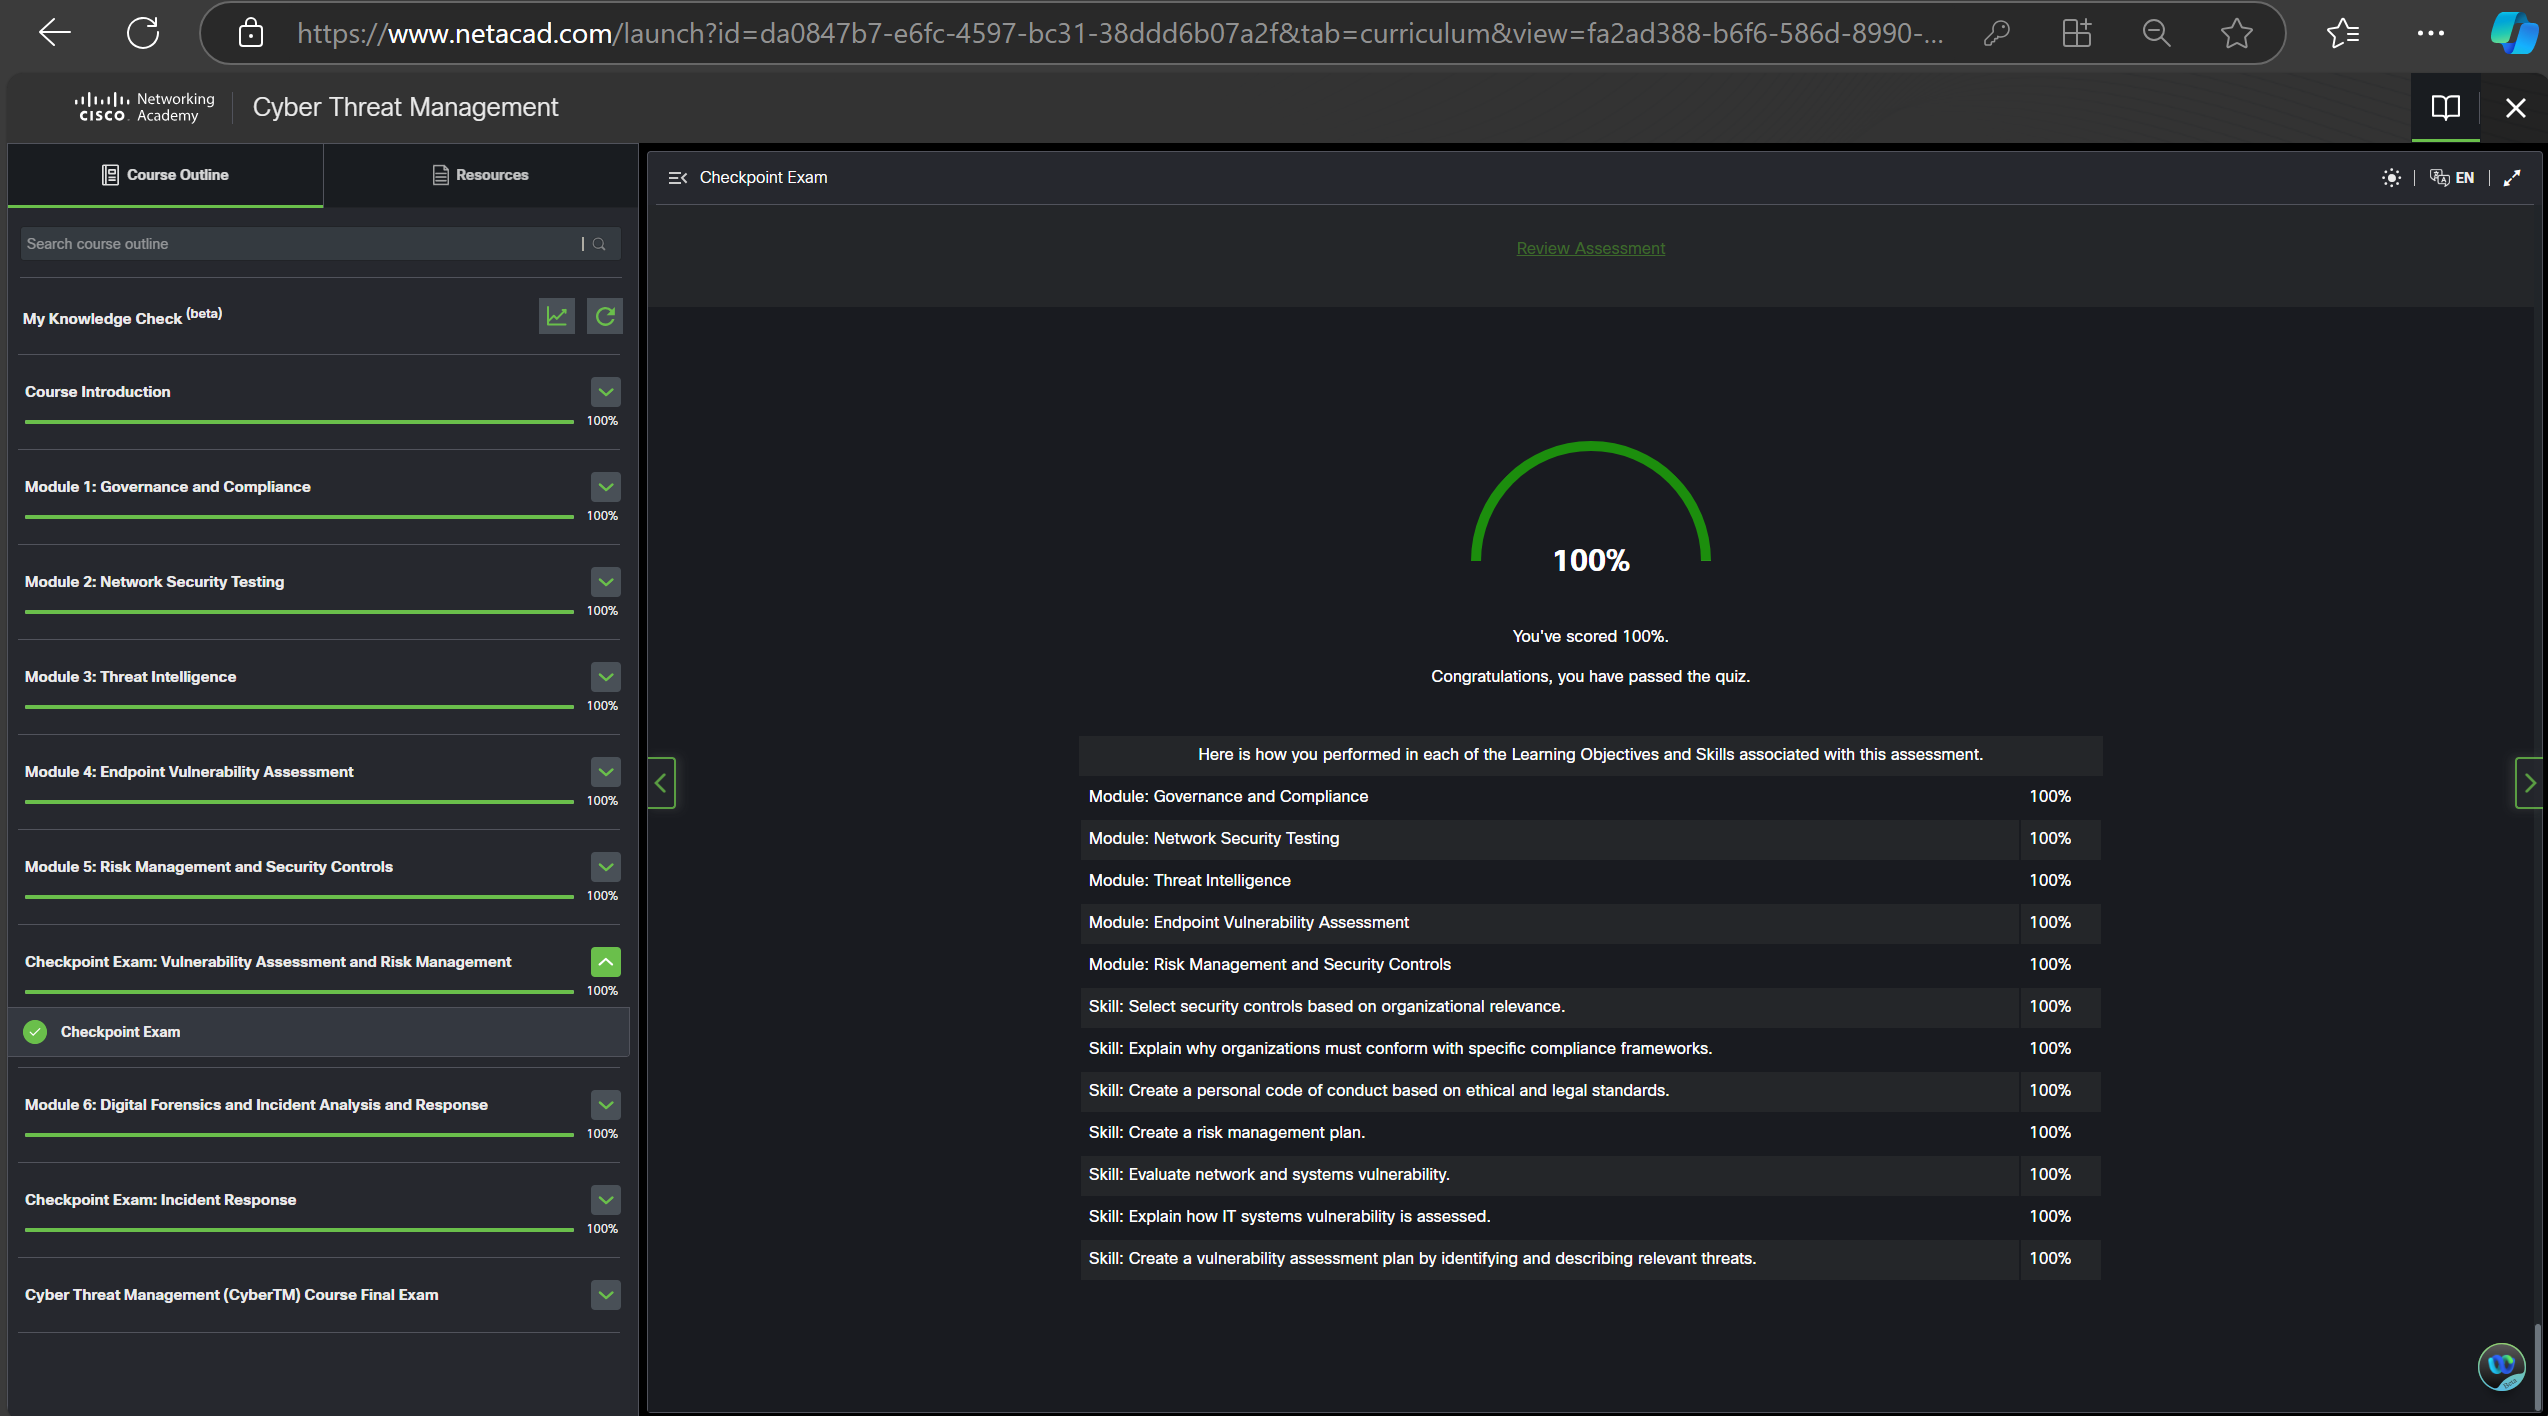 https://www.netacad.com/launch?id=da0847b7-e6fc-4597-bc31-38ddd6b07a2f&tab=curriculum&view=fa2ad388-b6f6-586d-8990-...
CISCO Networking Academy
Cyber Threat Management
Course Outline
Resources
Search course outline
My Knowledge Check (beta)
Course Introduction
100%
Module 1: Governance and Compliance
100%
Module 2: Network Security Testing
100%
Module 3: Threat Intelligence
100%
Module 4: Endpoint Vulnerability Assessment
100%
Module 5: Risk Management and Security Controls
100%
Checkpoint Exam: Vulnerability Assessment and Risk Management
100%
Checkpoint Exam
Module 6: Digital Forensics and Incident Analysis and Response
100%
Checkpoint Exam: Incident Response
100%
Cyber Threat Management (CyberTM) Course Final Exam
Checkpoint Exam
EN
Review Assessment
100%
You've scored 100%.
Congratulations, you have passed the quiz.
Here is how you performed in each of the Learning Objectives and Skills associated with this assessment.
Module: Governance and Compliance 100%
Module: Network Security Testing 100%
Module: Threat Intelligence 100%
Module: Endpoint Vulnerability Assessment 100%
Module: Risk Management and Security Controls 100%
Skill: Select security controls based on organizational relevance. 100%
Skill: Explain why organizations must conform with specific compliance frameworks. 100%
Skill: Create a personal code of conduct based on ethical and legal standards. 100%
Skill: Create a risk management plan. 100%
Skill: Evaluate network and systems vulnerability. 100%
Skill: Explain how IT systems vulnerability is assessed. 100%
Skill: Create a vulnerability assessment plan by identifying and describing relevant threats. 100%
Beta